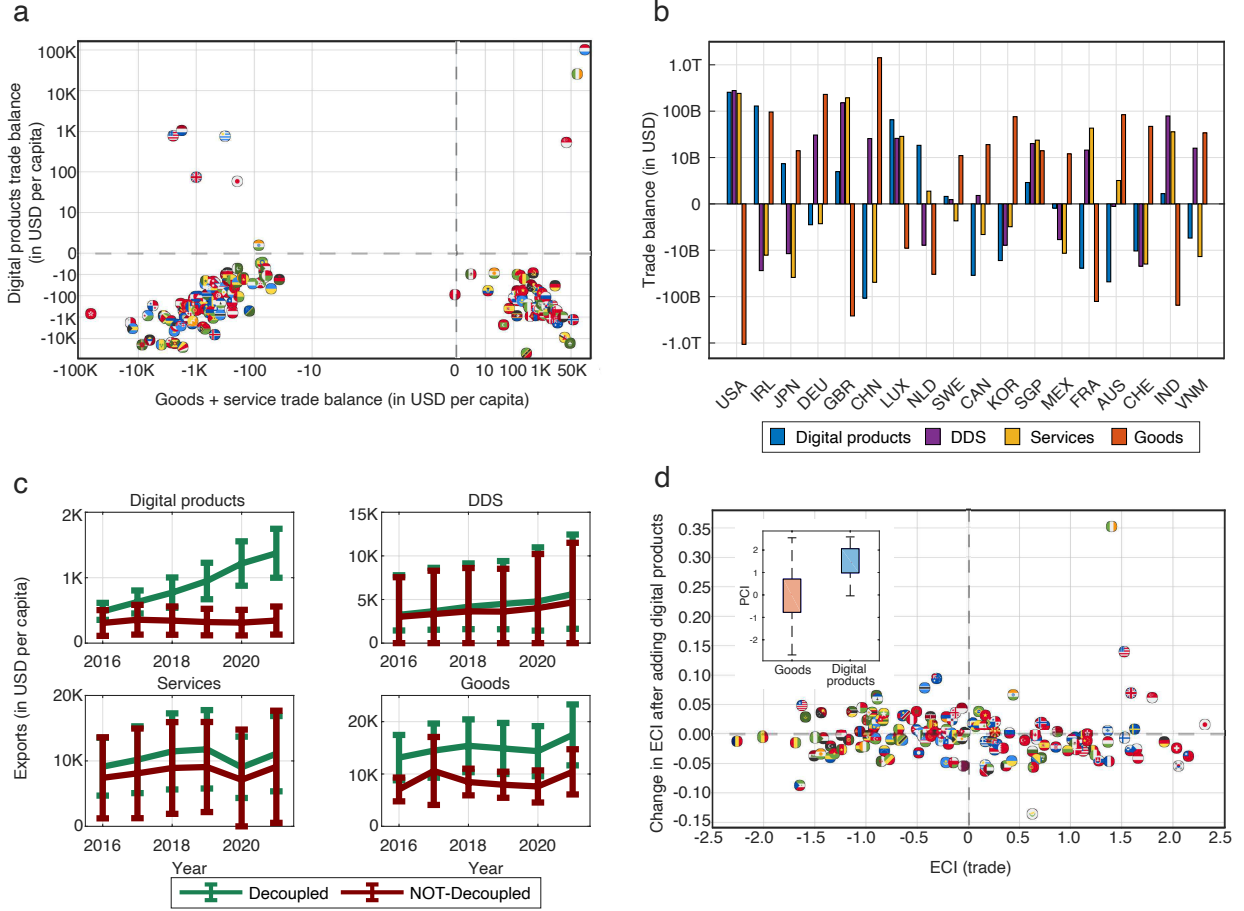 a
Digital products trade balance
(in USD per capita)
100K
10K
1K
100
10
0
-10
-100
-1K
-10K
-100K
-10K
-1K
-100
-10
0
10
100
1K
50K
Goods + service trade balance (in USD per capita)
b
Trade balance (in USD)
1.0T
100B
10B
0
-10B
-100B
-1.0T
USA
IRL
JPN
DEU
GBR
CHN
LUX
NLD
SWE
CAN
KOR
SGP
MEX
FRA
AUS
CHE
IND
VNM
Digital products
DDS
Services
Goods
c
Exports (in USD per capita)
Digital products
2K
1K
0
2016
2018
2020
DDS
15K
10K
5K
0
2016
2018
2020
Services
20K
10K
0
2016
2018
2020
Year
Goods
20K
10K
0
2016
2018
2020
Year
Decoupled
NOT-Decoupled
d
Change in ECI after adding digital products
0.35
0.30
0.25
0.20
0.15
0.10
0.05
0.00
-0.05
-0.10
-0.15
PCI
2
1
0
-1
-2
Goods
Digital
products
-2.5
-2.0
-1.5
-1.0
-0.5
0
0.5
1.0
1.5
2.0
2.5
ECI (trade)